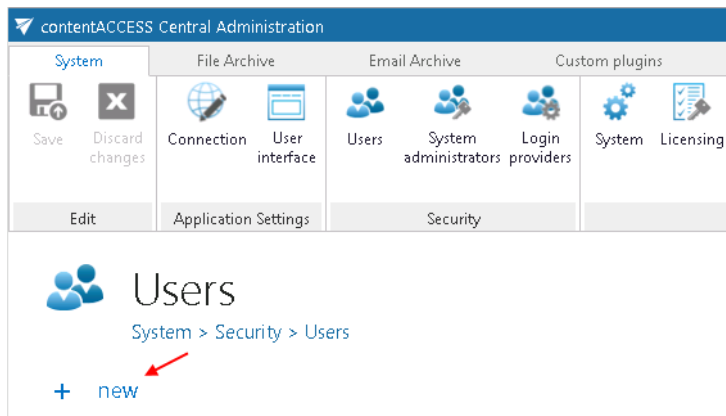 contentACCESS Central Administration
System File Archive Email Archive Custom plugins
Save Discard changes Connection User interface Users System administrators Login providers System Licensing
Edit Application Settings Security
Users
System > Security > Users
+ new